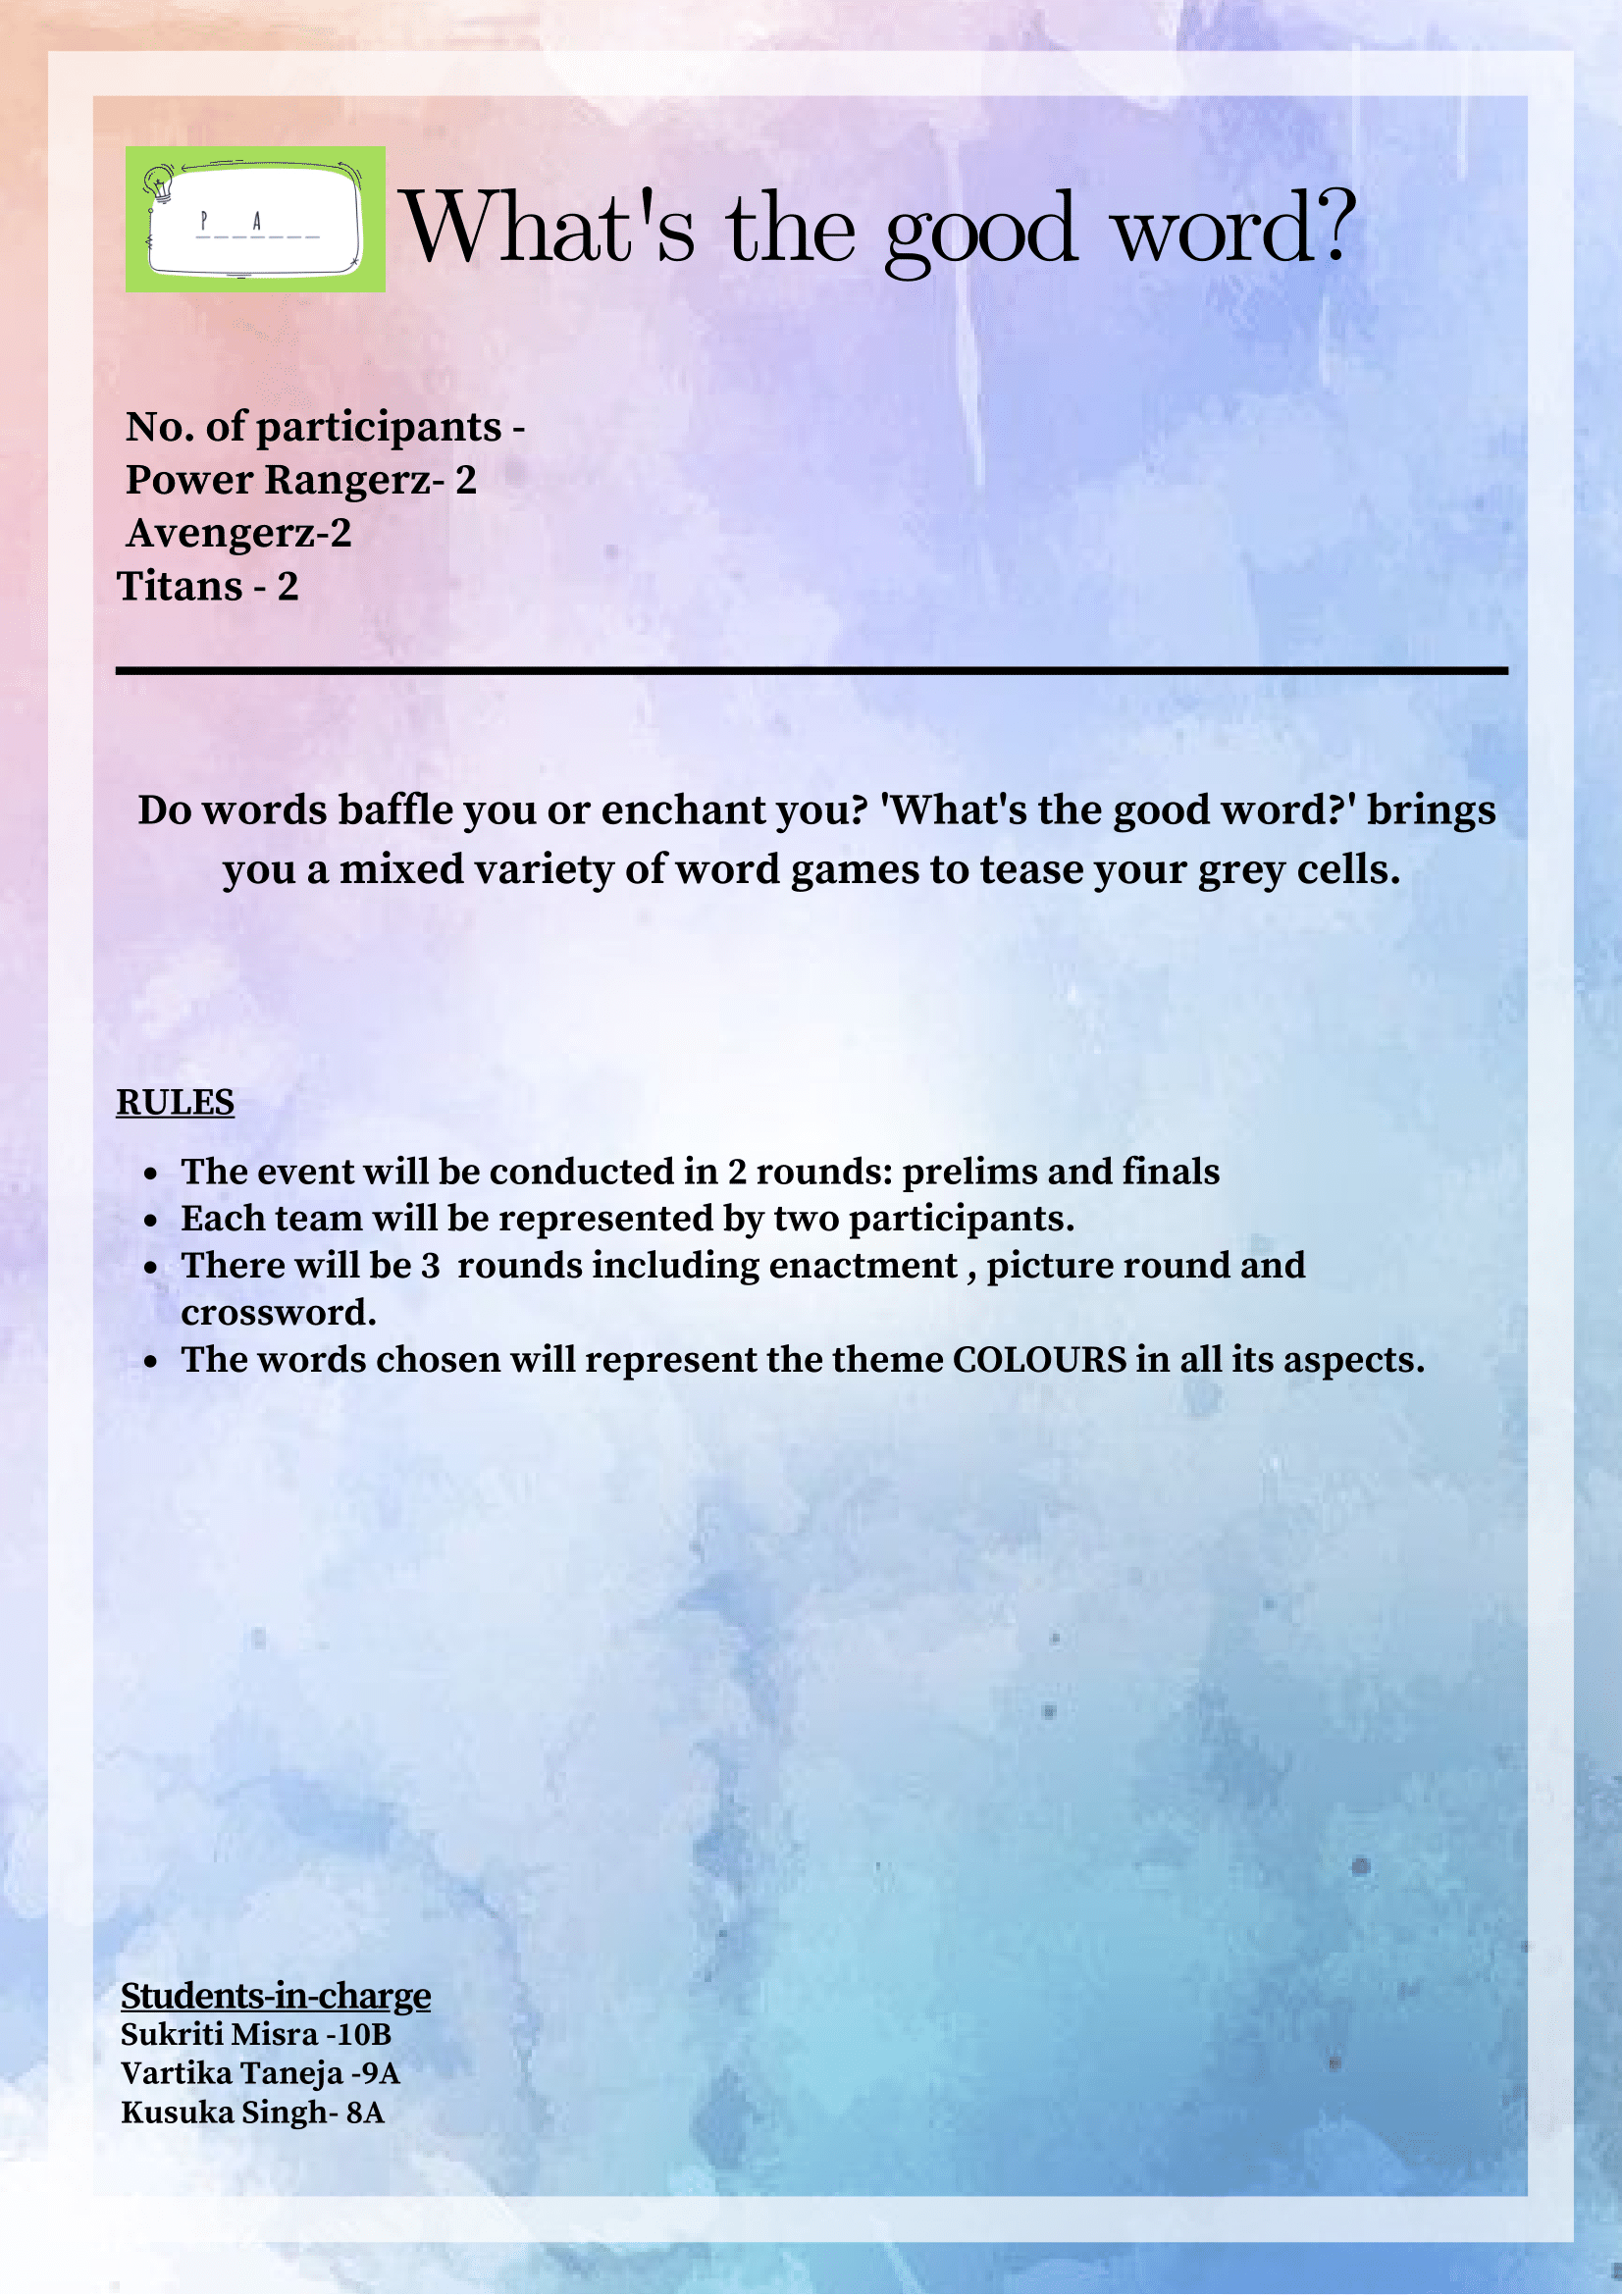 P A
What's the good word?
No. of participants -
Power Rangerz- 2
Avengerz-2
Titans - 2
Do words baffle you or enchant you? 'What's the good word?' brings
you a mixed variety of word games to tease your grey cells.
RULES
• The event will be conducted in 2 rounds: prelims and finals
• Each team will be represented by two participants.
• There will be 3  rounds including enactment , picture round and
crossword.
• The words chosen will represent the theme COLOURS in all its aspects.
Students-in-charge
Sukriti Misra -10B
Vartika Taneja -9A
Kusuka Singh- 8A